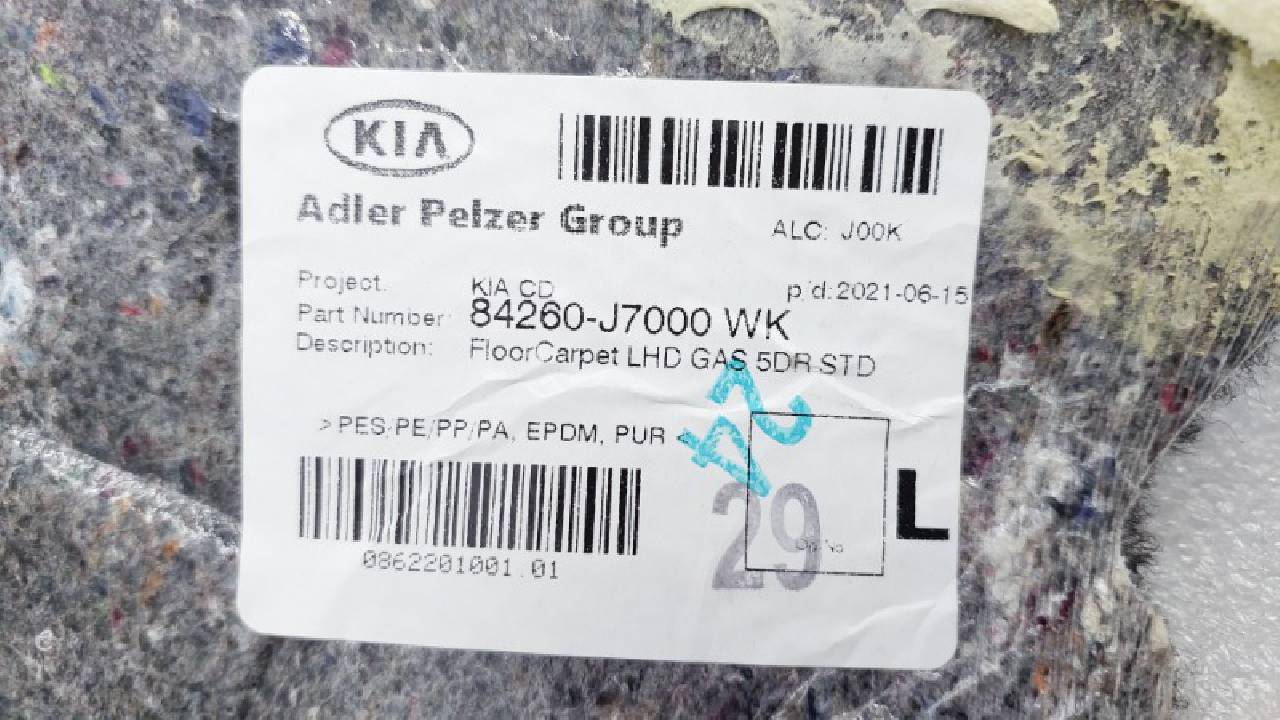 KIA
Adler Pelzer Group
ALC: J00K
Project: KIA CD
p.d:2021-06-15
Part Number: 84260-J7000 WK
Description: FloorCarpet LHD GAS 5DR STD
>PES/PE/PP/PA, EPDM, PUR <
24
29
L
0862201001.01